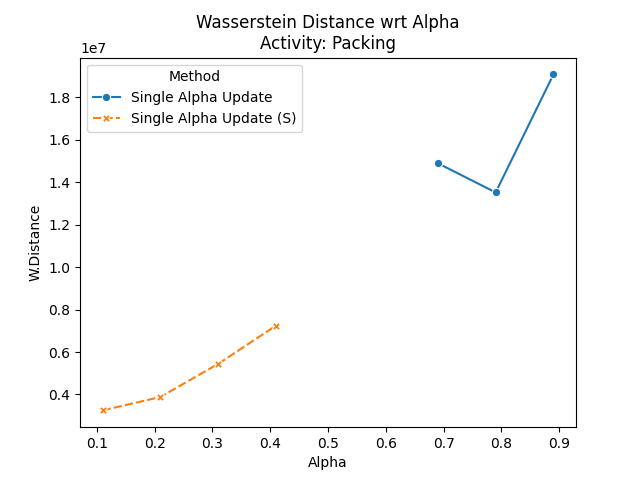 Wasserstein Distance wrt Alpha
Activity: Packing
1e7
Method
Single Alpha Update
Single Alpha Update (S)
W.Distance
1.8
1.6
1.4
1.2
1.0
0.8
0.6
0.4
0.1 0.2 0.3 0.4 0.5 0.6 0.7 0.8 0.9
Alpha